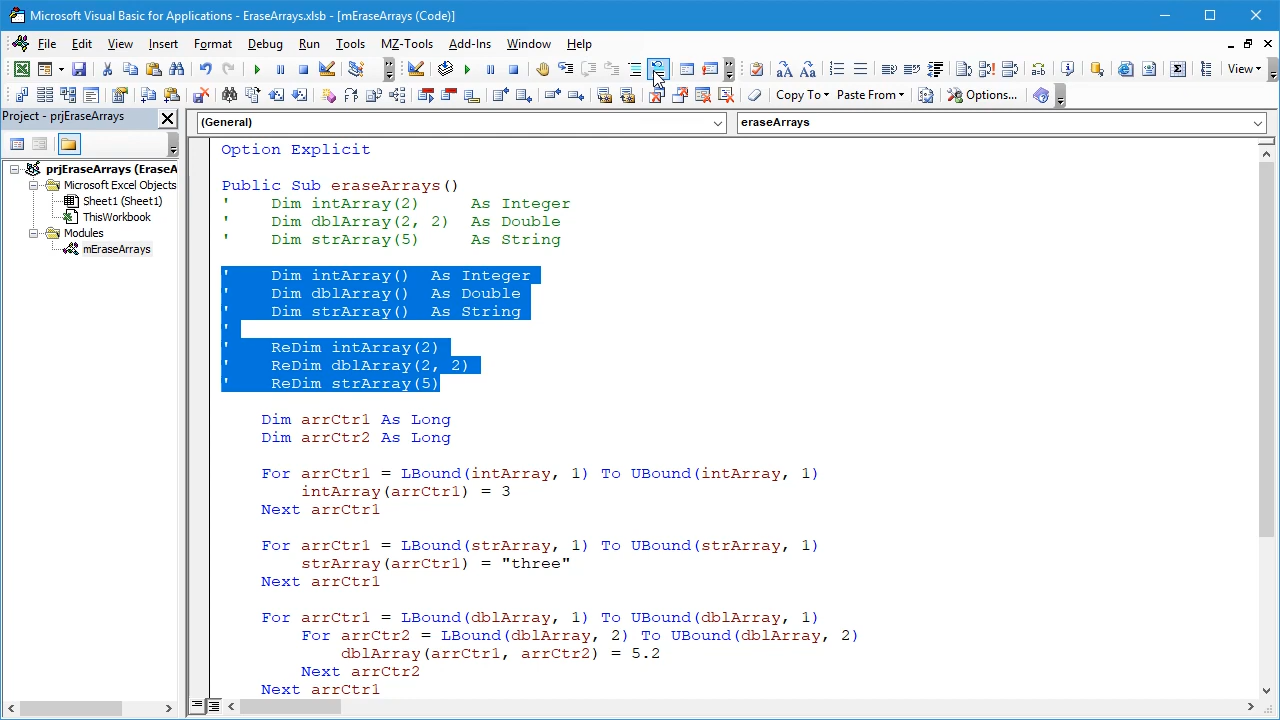 Microsoft Visual Basic for Applications - EraseArrays.xlsb - [mEraseArrays (Code)]
File Edit View Insert Format Debug Run Tools MZ-Tools Add-Ins Window Help
View
Copy To Paste From Options...
Project - prjEraseArrays
(General) eraseArrays
prjEraseArrays (EraseA
Microsoft Excel Objects
Sheet1 (Sheet1)
ThisWorkbook
Modules
mEraseArrays
Option Explicit
Public Sub eraseArrays()
' Dim intArray(2) As Integer
' Dim dblArray(2, 2) As Double
' Dim strArray(5) As String
' Dim intArray() As Integer
' Dim dblArray() As Double
' Dim strArray() As String
'
' ReDim intArray(2)
' ReDim dblArray(2, 2)
' ReDim strArray(5)
Dim arrCtr1 As Long
Dim arrCtr2 As Long
For arrCtr1 = LBound(intArray, 1) To UBound(intArray, 1)
intArray(arrCtr1) = 3
Next arrCtr1
For arrCtr1 = LBound(strArray, 1) To UBound(strArray, 1)
strArray(arrCtr1) = "three"
Next arrCtr1
For arrCtr1 = LBound(dblArray, 1) To UBound(dblArray, 1)
For arrCtr2 = LBound(dblArray, 2) To UBound(dblArray, 2)
dblArray(arrCtr1, arrCtr2) = 5.2
Next arrCtr2
Next arrCtr1